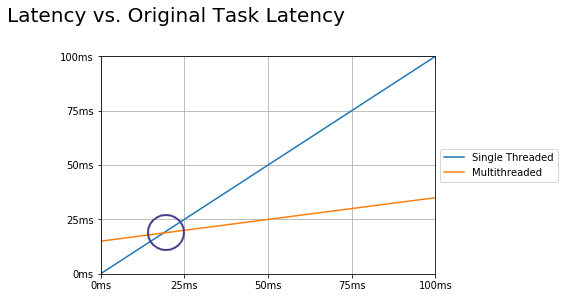 Latency vs. Original Task Latency
100ms
75ms
50ms
25ms
0ms
0ms 25ms 50ms 75ms 100ms
Single Threaded
Multithreaded